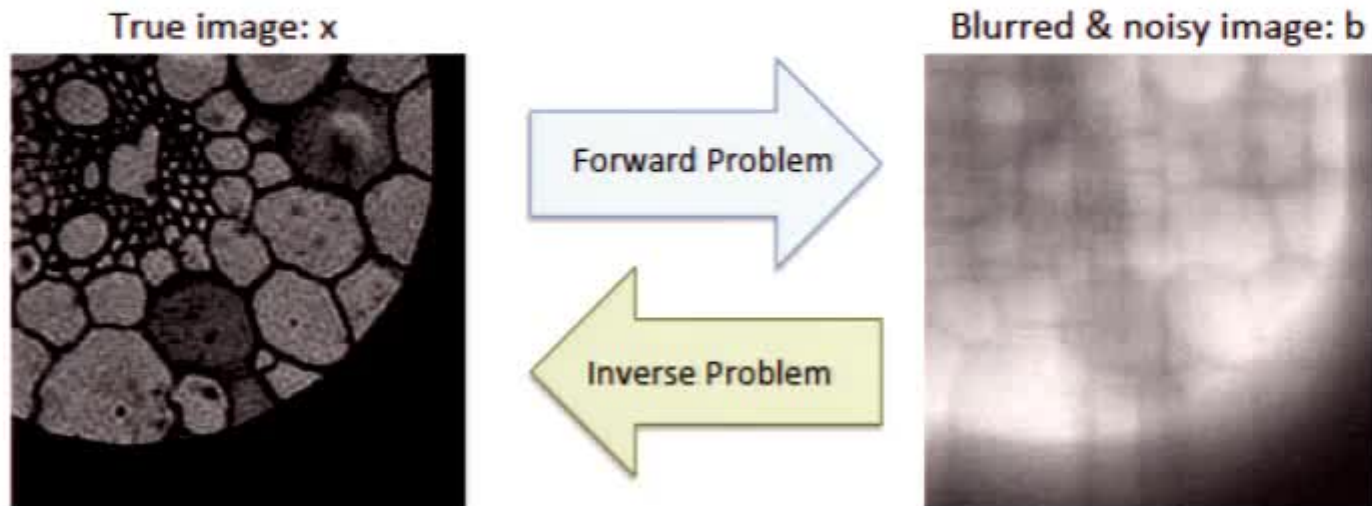 True image: x
Blurred & noisy image: b
Forward Problem
Inverse Problem